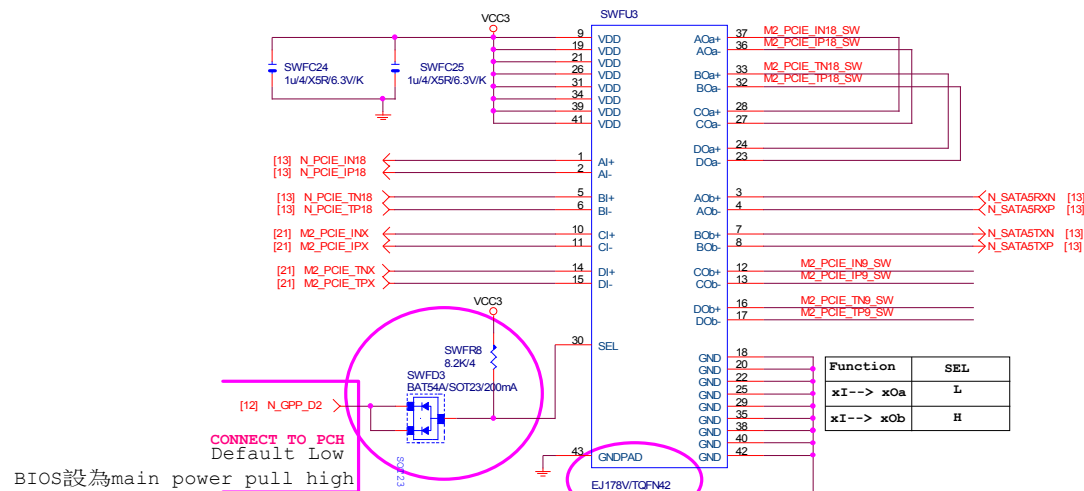 SWFU3
VCC3
9 VDD
19 VDD
21 VDD
26 VDD
31 VDD
34 VDD
39 VDD
41 VDD
SWFC24
1u/4/X5R/6.3V/K
SWFC25
1u/4/X5R/6.3V/K
AOa+ 37 M2_PCIE_IN18_SW
AOa- 36 M2_PCIE_IP18_SW
BOa+ 33 M2_PCIE_TN18_SW
BOa- 32 M2_PCIE_TP18_SW
COa+ 28
COa- 27
DOa+ 24
DOa- 23
[13] N_PCIE_IN18 1 AI+
[13] N_PCIE_IP18 2 AI-
[13] N_PCIE_TN18 5 BI+
[13] N_PCIE_TP18 6 BI-
[21] M2_PCIE_INX 10 CI+
[21] M2_PCIE_IPX 11 CI-
[21] M2_PCIE_TNX 14 DI+
[21] M2_PCIE_TPX 15 DI-
AOb+ 3 N_SATA5RXN [13]
AOb- 4 N_SATA5RXP [13]
BOb+ 7 N_SATA5TXN [13]
BOb- 8 N_SATA5TXP [13]
COb+ 12 M2_PCIE_IN9_SW
COb- 13 M2_PCIE_IP9_SW
DOb+ 16 M2_PCIE_TN9_SW
DOb- 17 M2_PCIE_TP9_SW
VCC3
30 SEL
SWFR8
8.2K/4
SWFD3
BAT54A/SOT23/200mA
[12] N_GPP_D2
SOT23
CONNECT TO PCH
Default Low
BIOS設為main power pull high
GND 18
GND 20
GND 22
GND 25
GND 29
GND 35
GND 38
GND 40
GND 42
43 GNDPAD
EJ178V/TQFN42
Function SEL
xI--> xOa L
xI--> xOb H